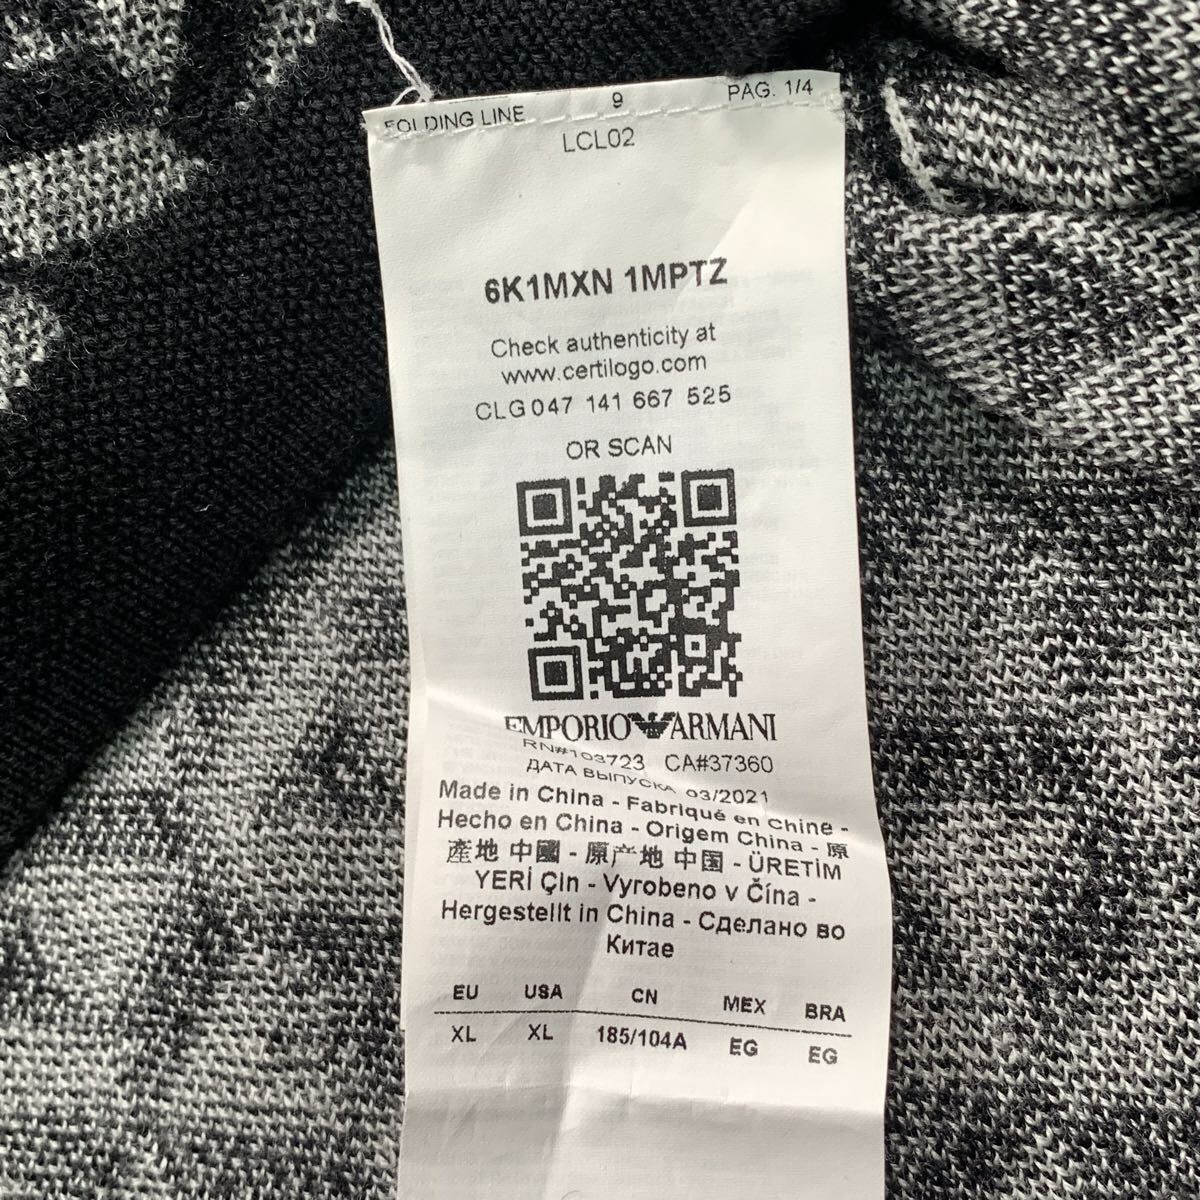 FOLDING LINE 9 PAG. 1/4
LCL02
6K1MXN 1MPTZ
Check authenticity at
www.certilogo.com
CLG 047 141 667 525
OR SCAN
EMPORIO ARMANI
RN#103723 CA#37360
ДАТА ВЫПУСКА 03/2021
Made in China - Fabriqué en Chine -
Hecho en China - Origem China - 原
產地 中國 - 原产地 中国 - ÜRETİM
YERİ Çin - Vyrobeno v Čína -
Hergestellt in China - Сделано во
Китае
EU USA CN MEX BRA
XL XL 185/104A EG EG